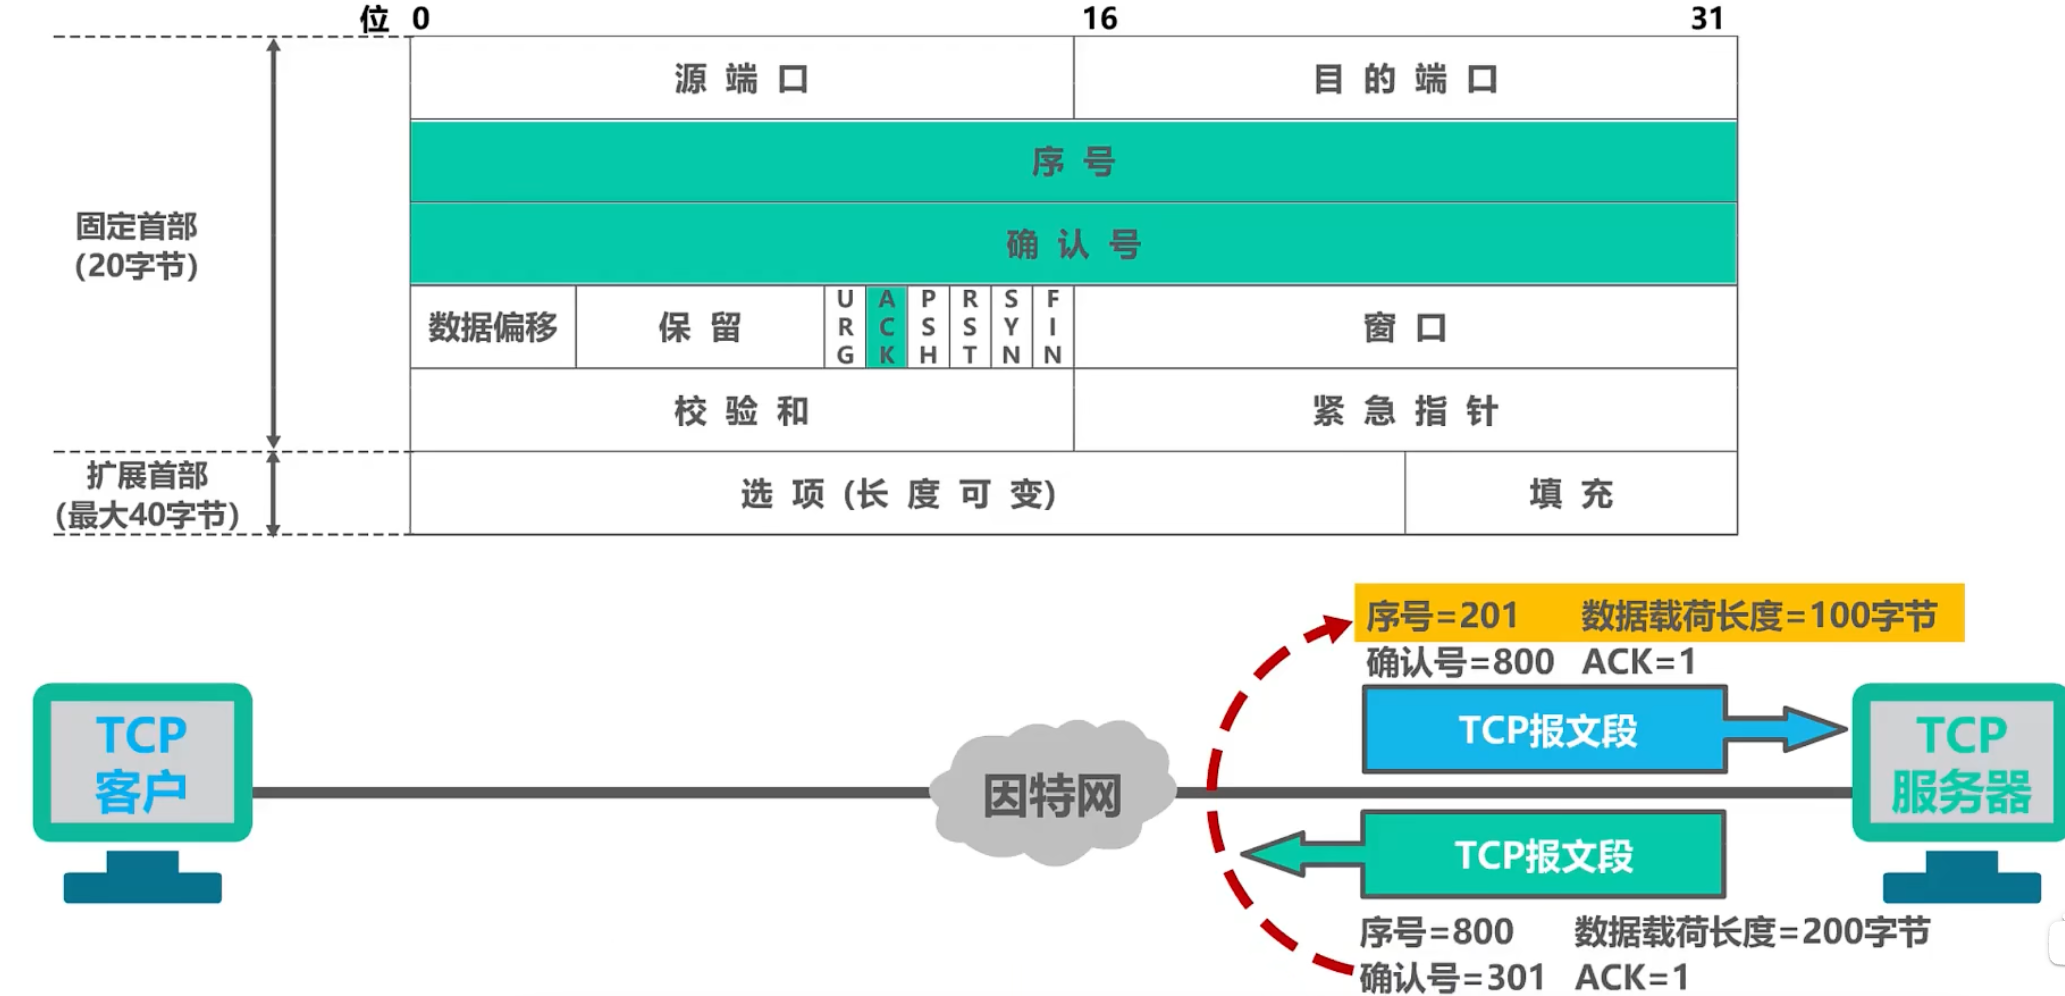 位 0 16 31
源端口 目的端口
序号
确认号
固定首部
(20字节)
数据偏移 保留 URG ACK PSH RST SYN FIN 窗口
校验和 紧急指针
扩展首部
(最大40字节)
选项 (长度可变) 填充
序号=201 数据载荷长度=100字节
确认号=800 ACK=1
TCP
客户
因特网
TCP报文段
TCP
服务器
TCP报文段
序号=800 数据载荷长度=200字节
确认号=301 ACK=1